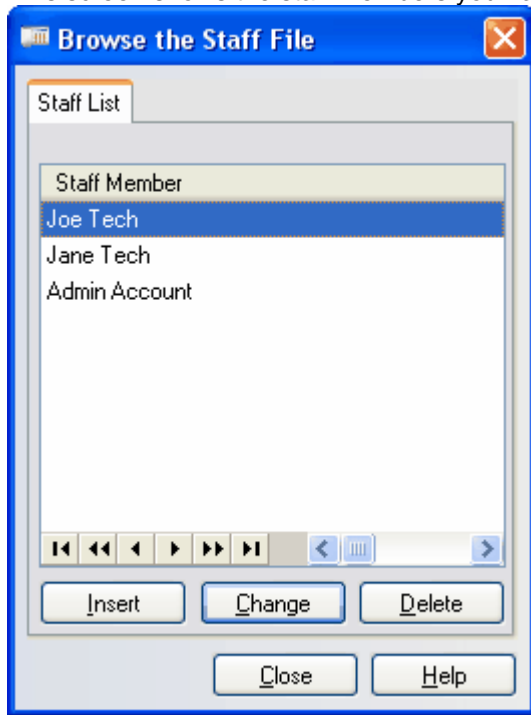 Browse the Staff File
Staff List
Staff Member
Joe Tech
Jane Tech
Admin Account
Insert Change Delete
Close Help